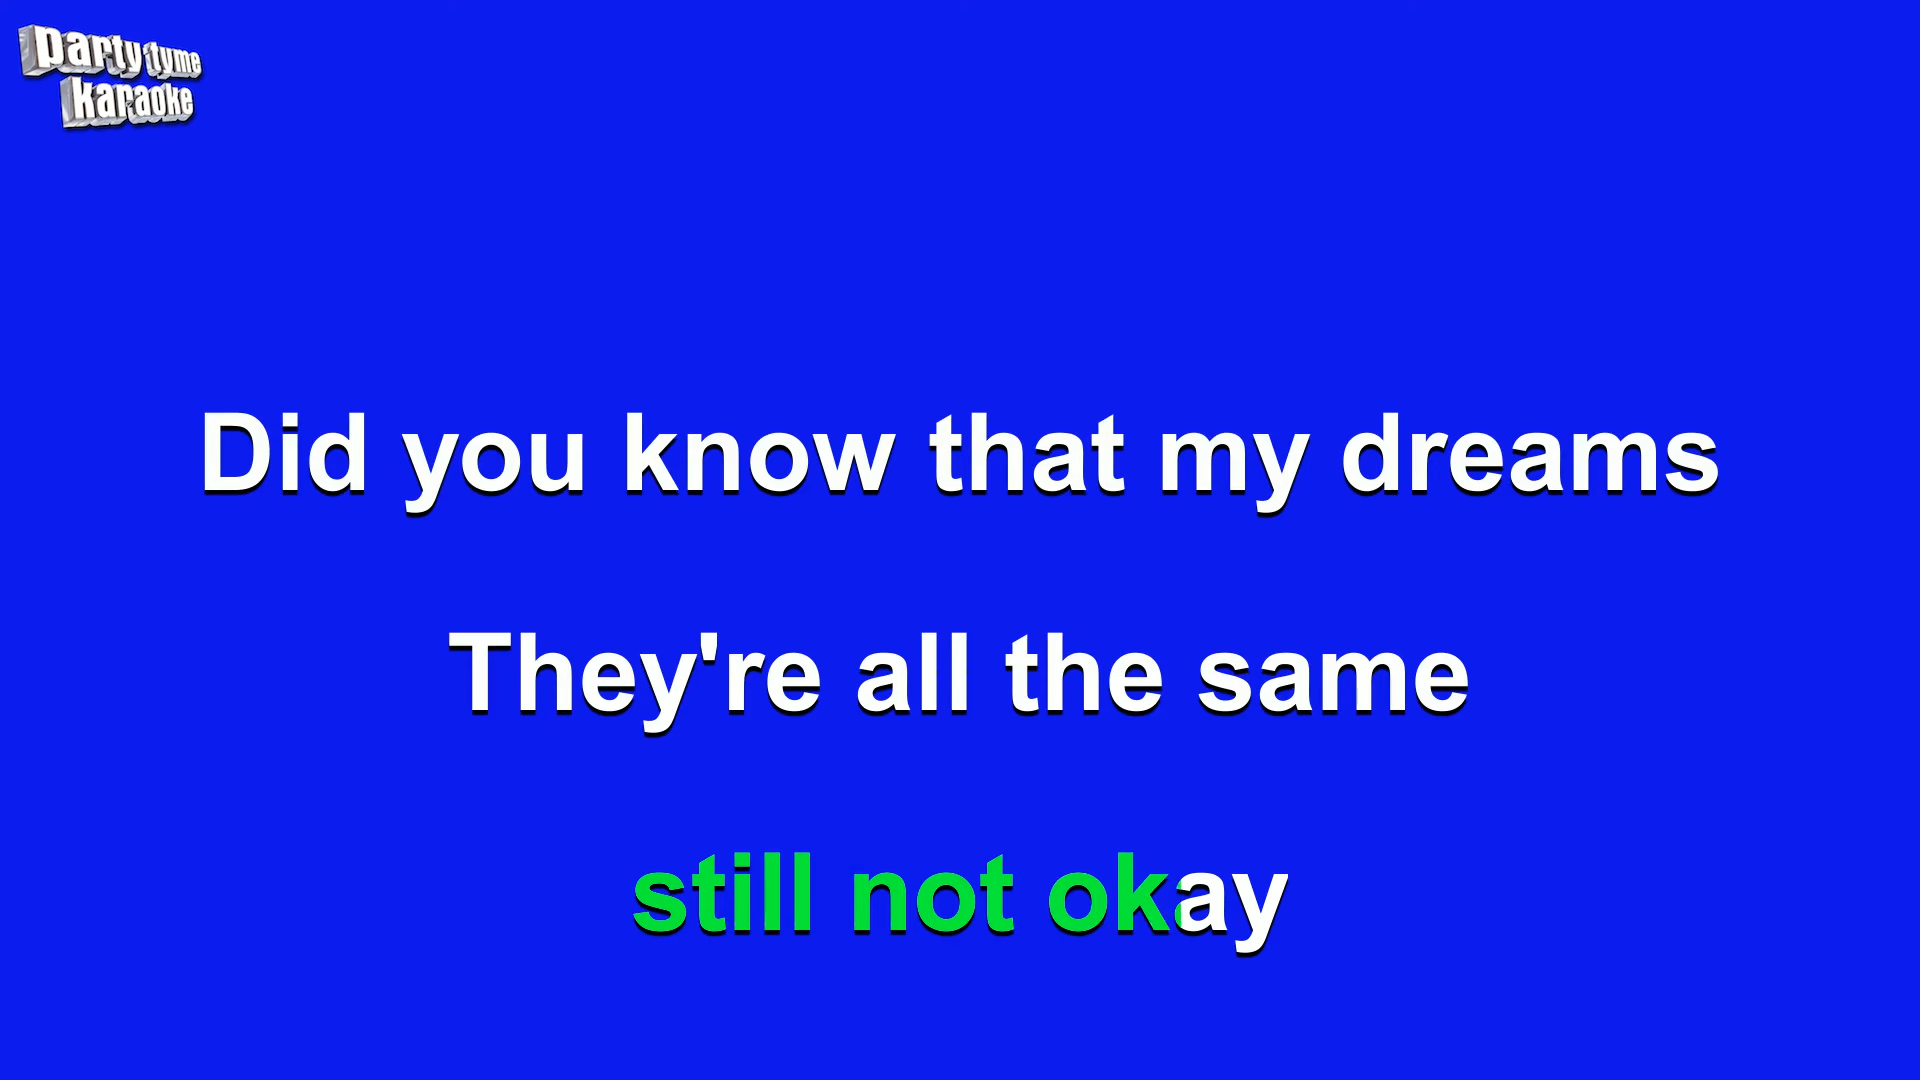 party tyme
karaoke
Did you know that my dreams
They're all the same
still not okay